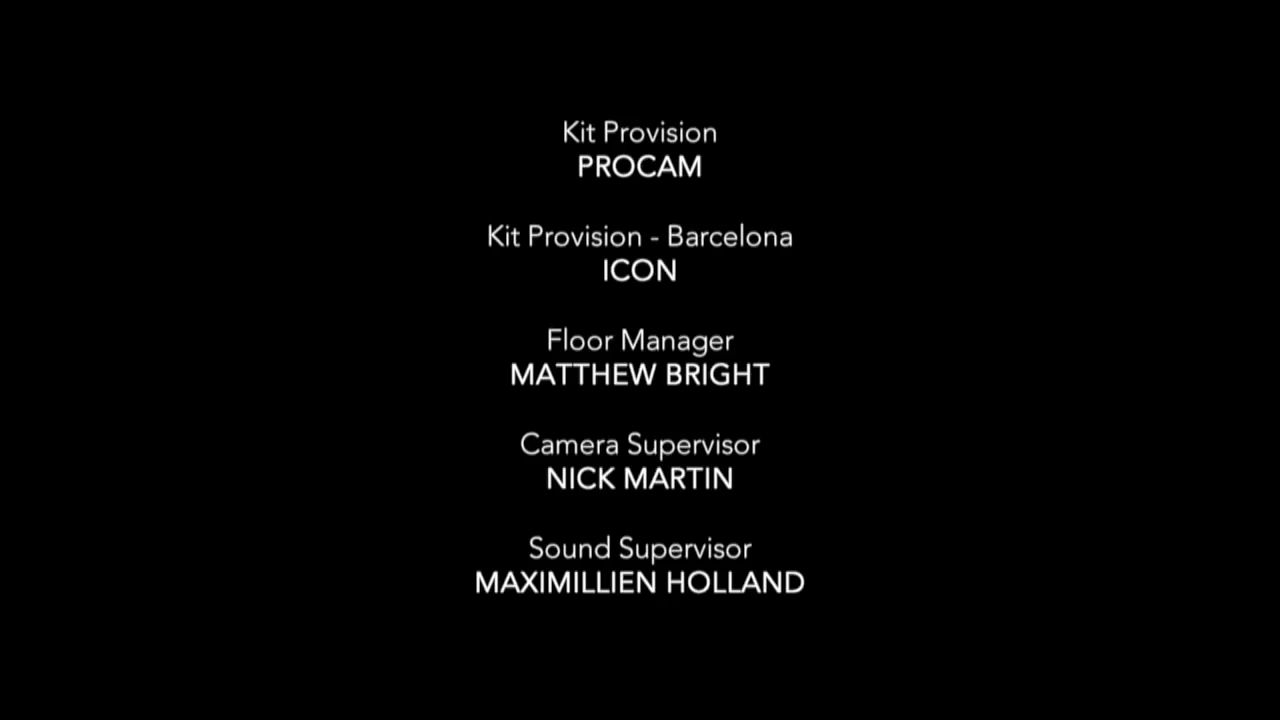 Kit Provision
PROCAM
Kit Provision - Barcelona
ICON
Floor Manager
MATTHEW BRIGHT
Camera Supervisor
NICK MARTIN
Sound Supervisor
MAXIMILLIEN HOLLAND